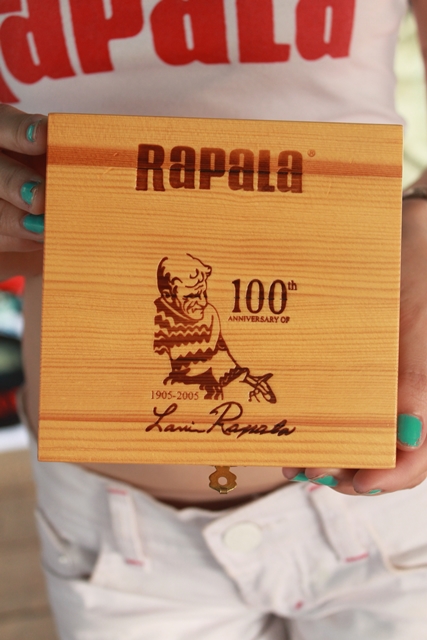 RAPALA
RAPALA®
100th
ANNIVERSARY OF
1905-2005
Lauri Rapala